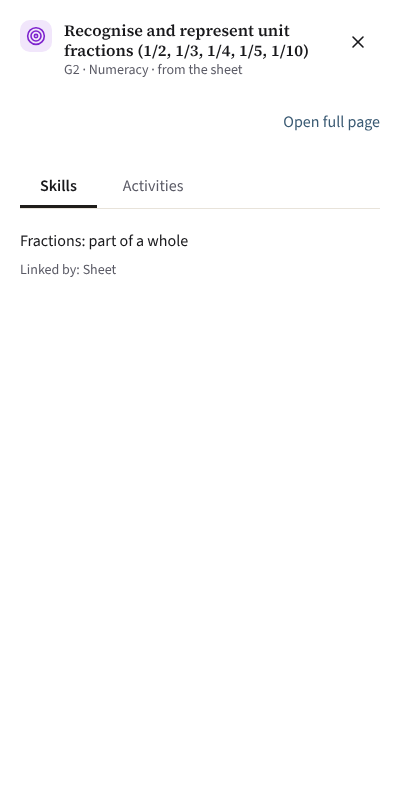 Recognise and represent unit
fractions (1/2, 1/3, 1/4, 1/5, 1/10)
G2 · Numeracy · from the sheet
Open full page
Skills
Activities
Fractions: part of a whole
Linked by: Sheet